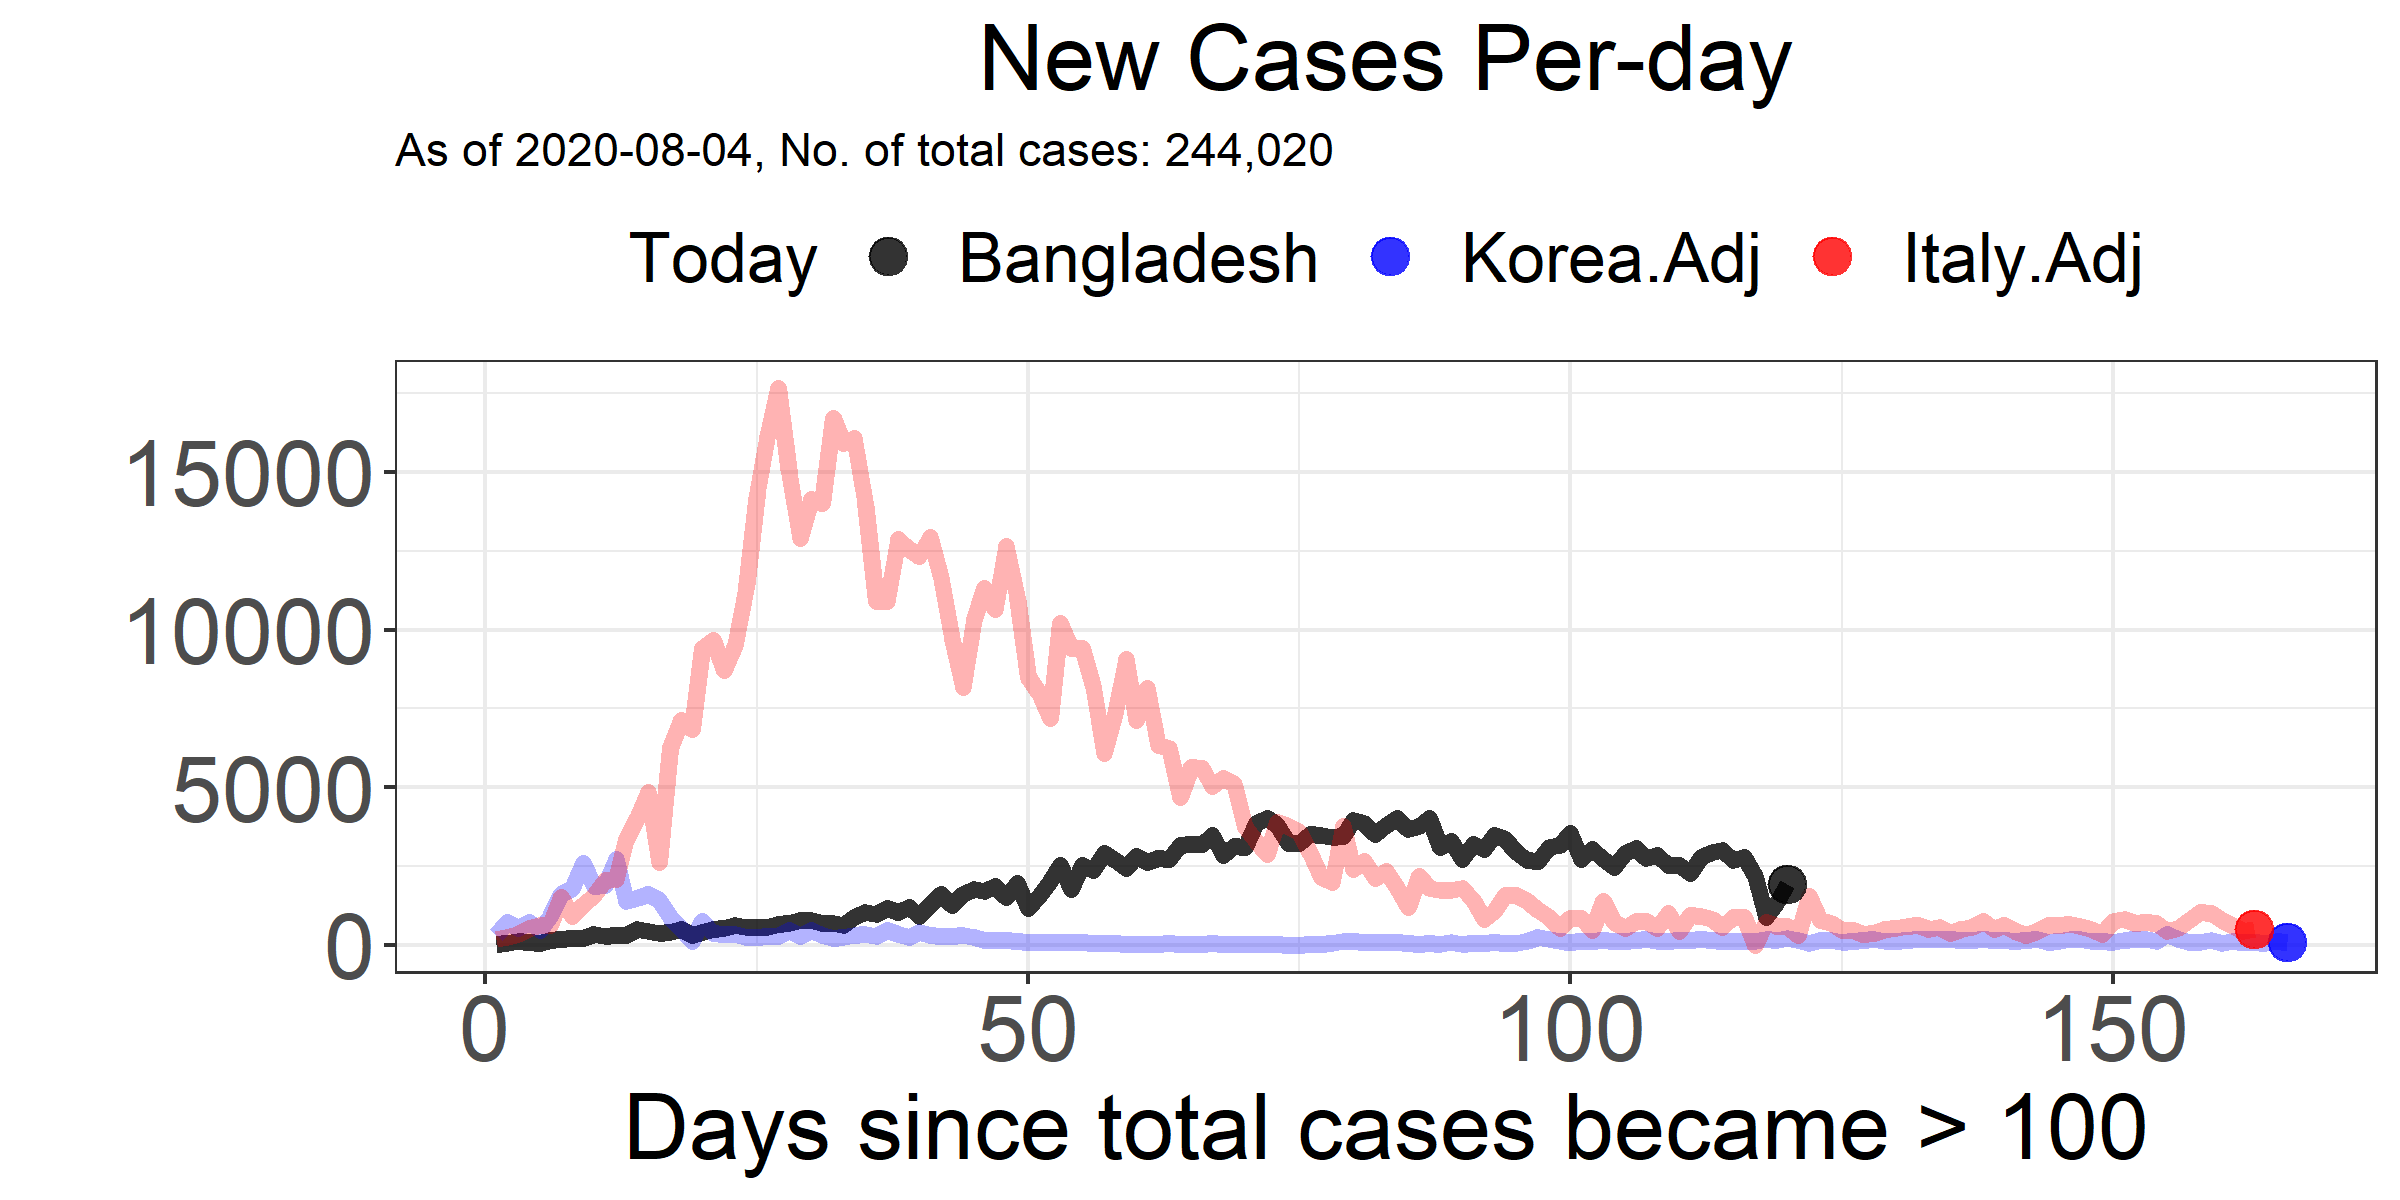 New Cases Per-day
As of 2020-08-04, No. of total cases: 244,020
Today Bangladesh Korea.Adj Italy.Adj
15000
10000
5000
0
0 50 100 150
Days since total cases became > 100